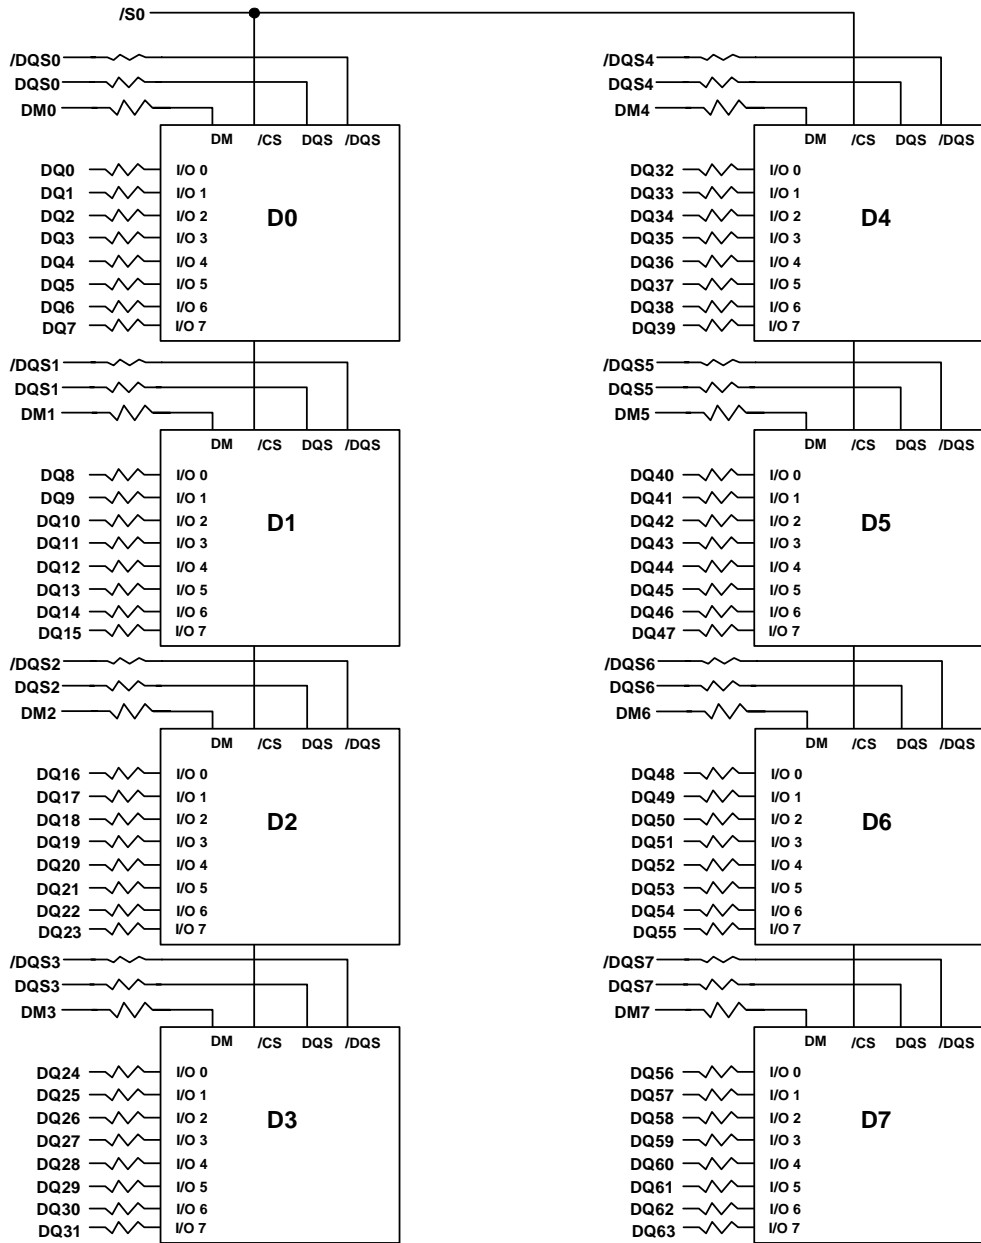 /S0
/DQS0
DQS0
DM0
DM /CS DQS /DQS
DQ0 I/O 0
DQ1 I/O 1
DQ2 I/O 2
D0
DQ3 I/O 3
DQ4 I/O 4
DQ5 I/O 5
DQ6 I/O 6
DQ7 I/O 7
/DQS1
DQS1
DM1
DM /CS DQS /DQS
DQ8 I/O 0
DQ9 I/O 1
DQ10 I/O 2
D1
DQ11 I/O 3
DQ12 I/O 4
DQ13 I/O 5
DQ14 I/O 6
DQ15 I/O 7
/DQS2
DQS2
DM2
DM /CS DQS /DQS
DQ16 I/O 0
DQ17 I/O 1
DQ18 I/O 2
D2
DQ19 I/O 3
DQ20 I/O 4
DQ21 I/O 5
DQ22 I/O 6
DQ23 I/O 7
/DQS3
DQS3
DM3
DM /CS DQS /DQS
DQ24 I/O 0
DQ25 I/O 1
DQ26 I/O 2
D3
DQ27 I/O 3
DQ28 I/O 4
DQ29 I/O 5
DQ30 I/O 6
DQ31 I/O 7
/DQS4
DQS4
DM4
DM /CS DQS /DQS
DQ32 I/O 0
DQ33 I/O 1
DQ34 I/O 2
D4
DQ35 I/O 3
DQ36 I/O 4
DQ37 I/O 5
DQ38 I/O 6
DQ39 I/O 7
/DQS5
DQS5
DM5
DM /CS DQS /DQS
DQ40 I/O 0
DQ41 I/O 1
DQ42 I/O 2
D5
DQ43 I/O 3
DQ44 I/O 4
DQ45 I/O 5
DQ46 I/O 6
DQ47 I/O 7
/DQS6
DQS6
DM6
DM /CS DQS /DQS
DQ48 I/O 0
DQ49 I/O 1
DQ50 I/O 2
D6
DQ51 I/O 3
DQ52 I/O 4
DQ53 I/O 5
DQ54 I/O 6
DQ55 I/O 7
/DQS7
DQS7
DM7
DM /CS DQS /DQS
DQ56 I/O 0
DQ57 I/O 1
DQ58 I/O 2
D7
DQ59 I/O 3
DQ60 I/O 4
DQ61 I/O 5
DQ62 I/O 6
DQ63 I/O 7